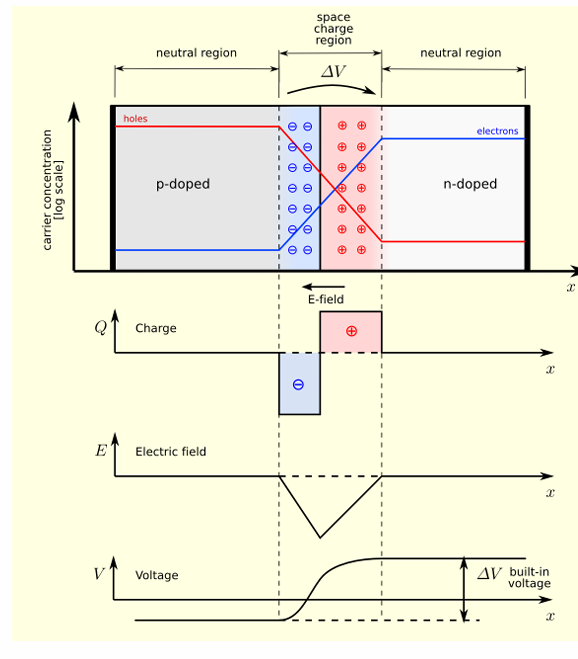 space
charge
region
neutral region
neutral region
ΔV
holes
electrons
p-doped
n-doped
carrier concentration
[log scale]
x
E-field
Q
Charge
x
E
Electric field
x
V
Voltage
ΔV
built-in
voltage
x